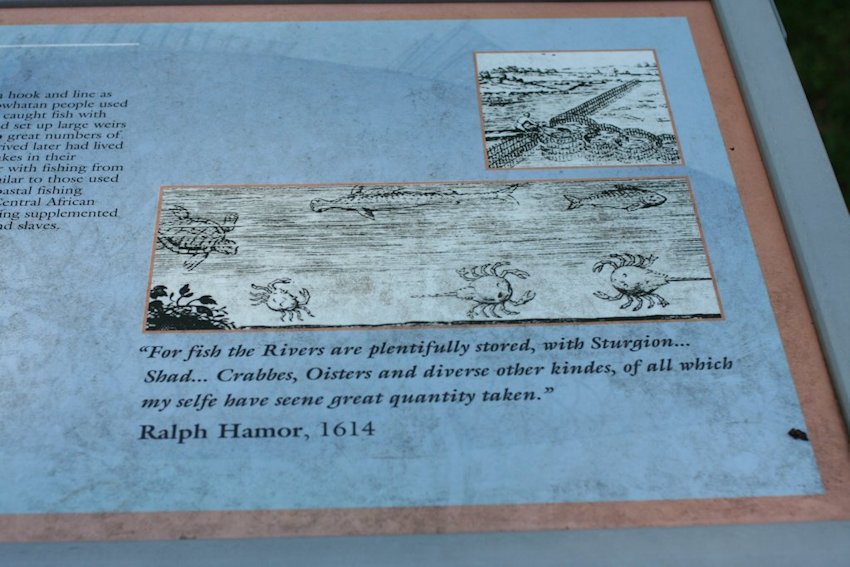 hook and line as
owhatan people used
caught fish with
d set up large weirs
great numbers of
rived later had lived
akes in their
with fishing from
milar to those used
oastal fishing
Central African
ing supplemented
nd slaves.
"For fish the Rivers are plentifully stored, with Sturgion...
Shad... Crabbes, Oisters and diverse other kindes, of all which
my selfe have seene great quantity taken."
Ralph Hamor, 1614